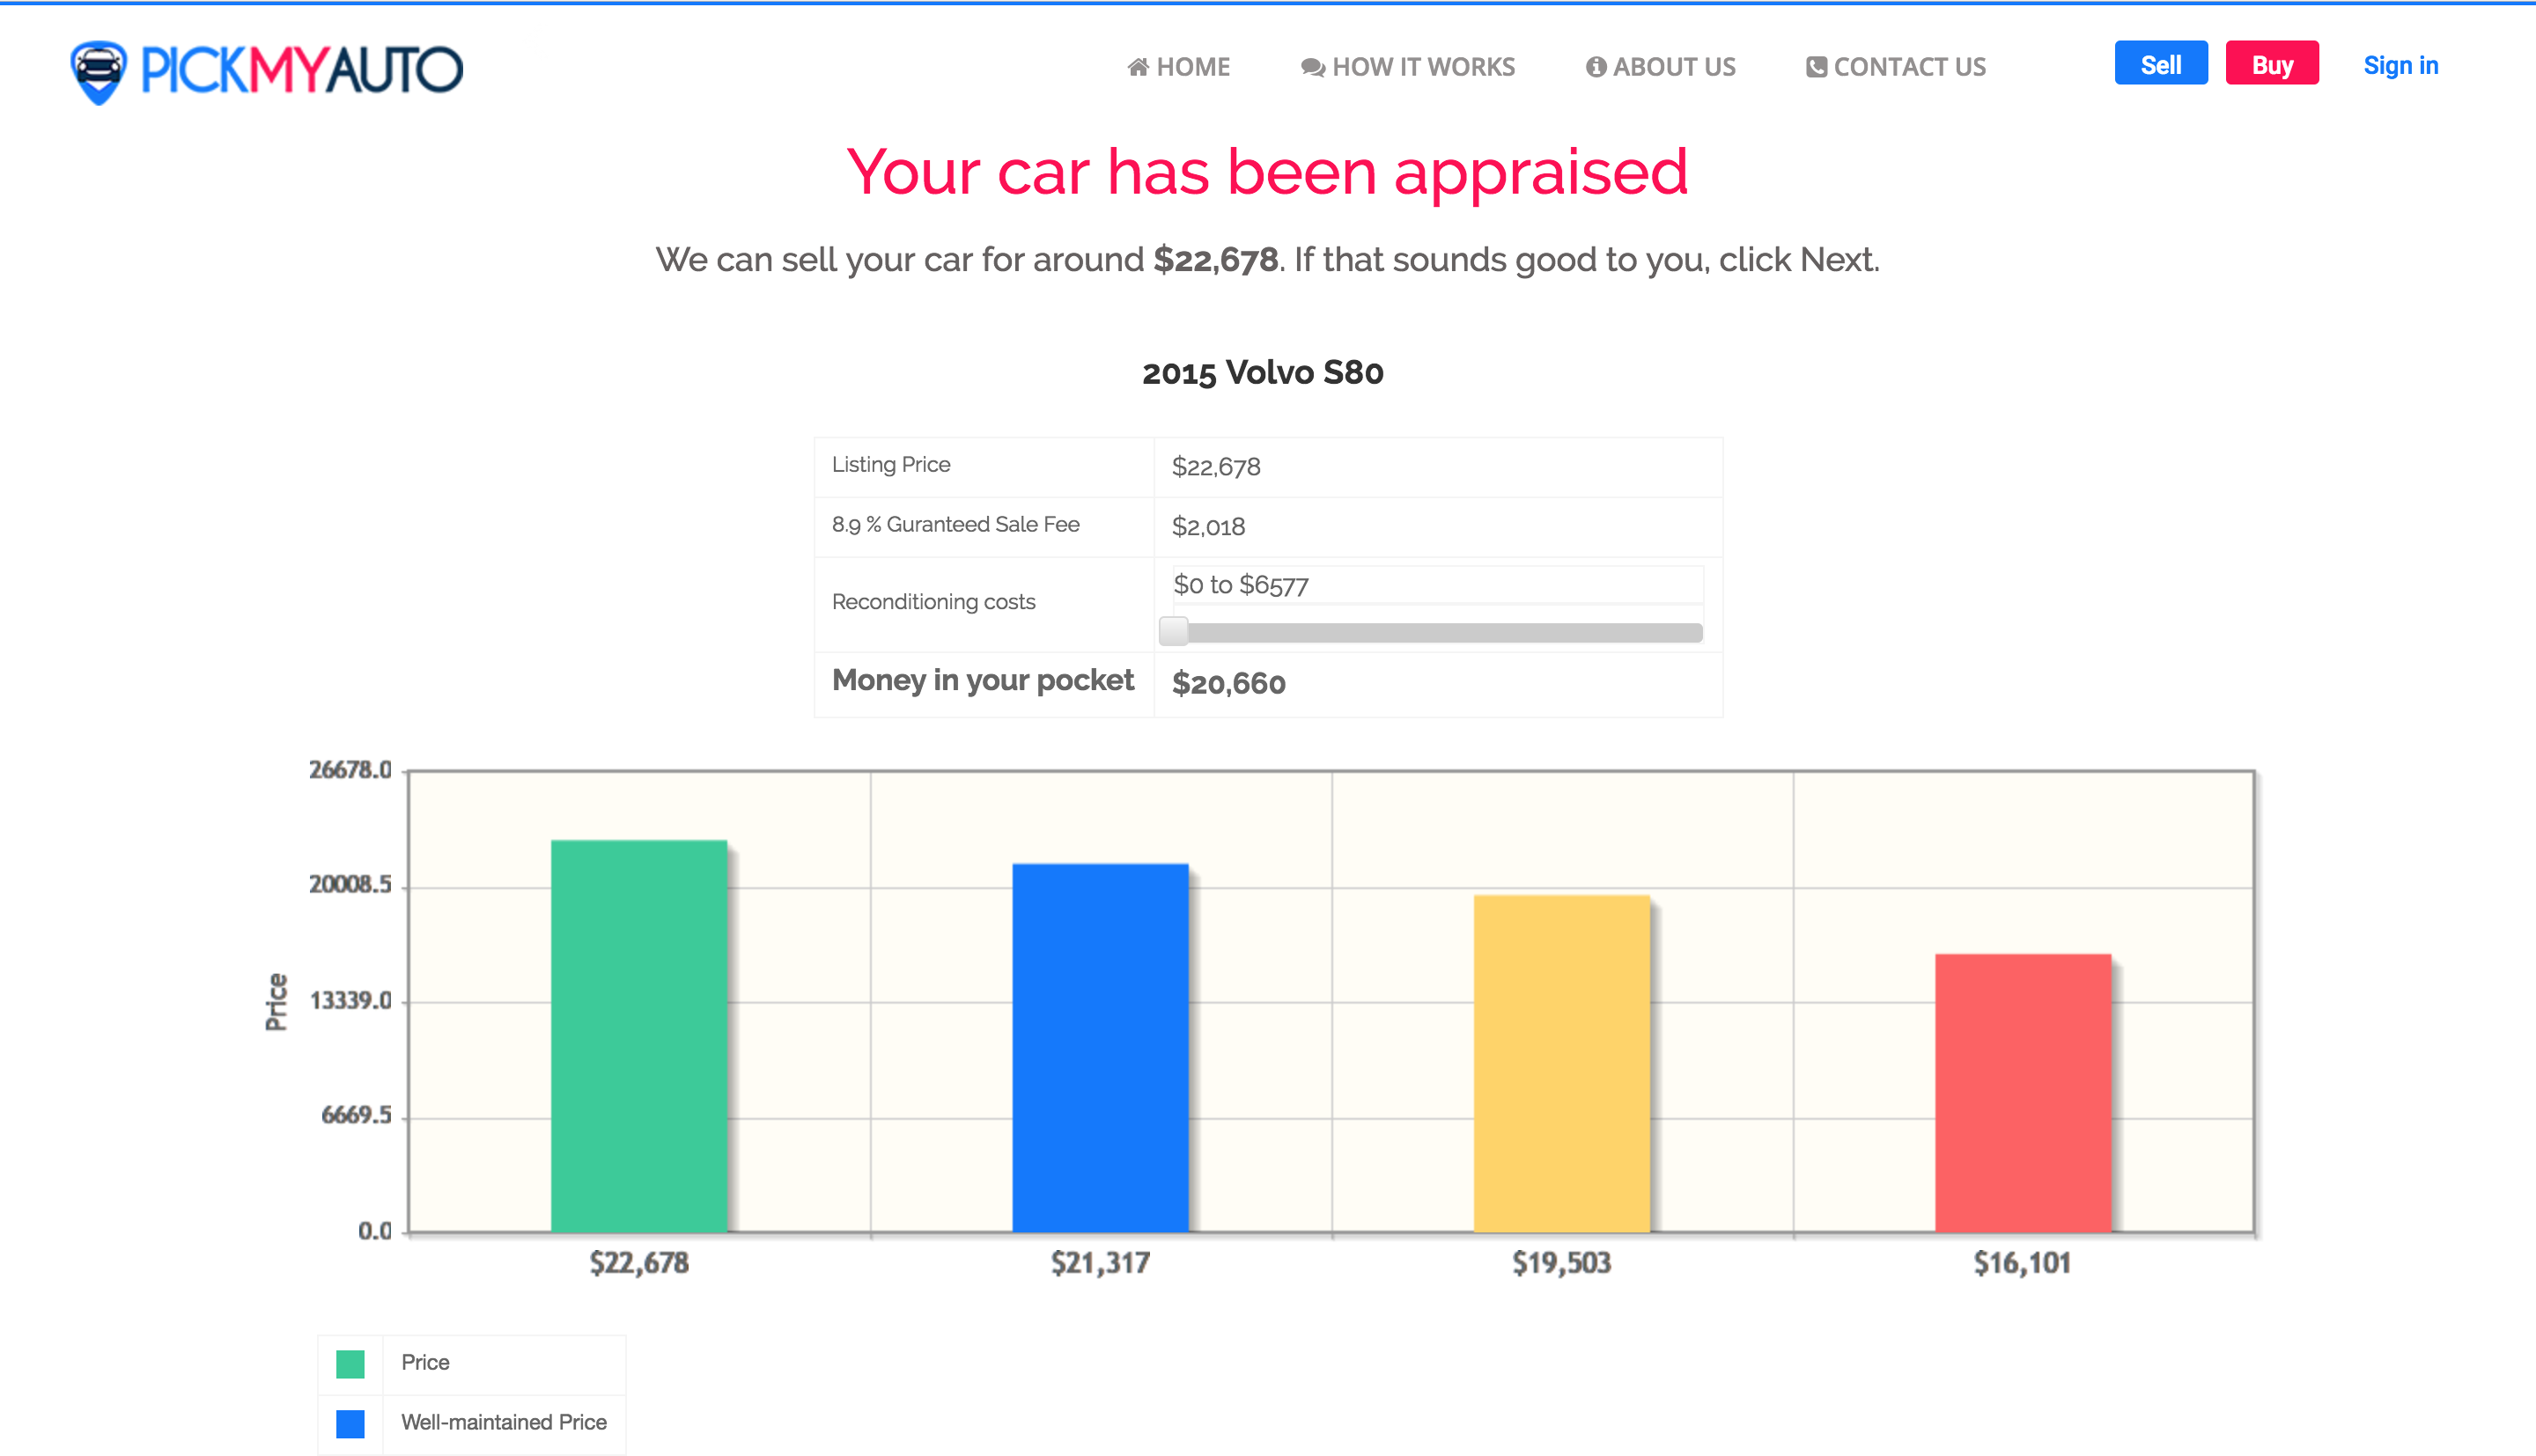 PICKMYAUTO
HOME HOW IT WORKS ABOUT US CONTACT US Sell Buy Sign in
Your car has been appraised
We can sell your car for around $22,678. If that sounds good to you, click Next.
2015 Volvo S80
Listing Price $22,678
8.9 % Guranteed Sale Fee $2,018
Reconditioning costs $0 to $6577
Money in your pocket $20,660
26678.0
20008.5
13339.0
6669.5
0.0
Price
$22,678 $21,317 $19,503 $16,101
Price
Well-maintained Price